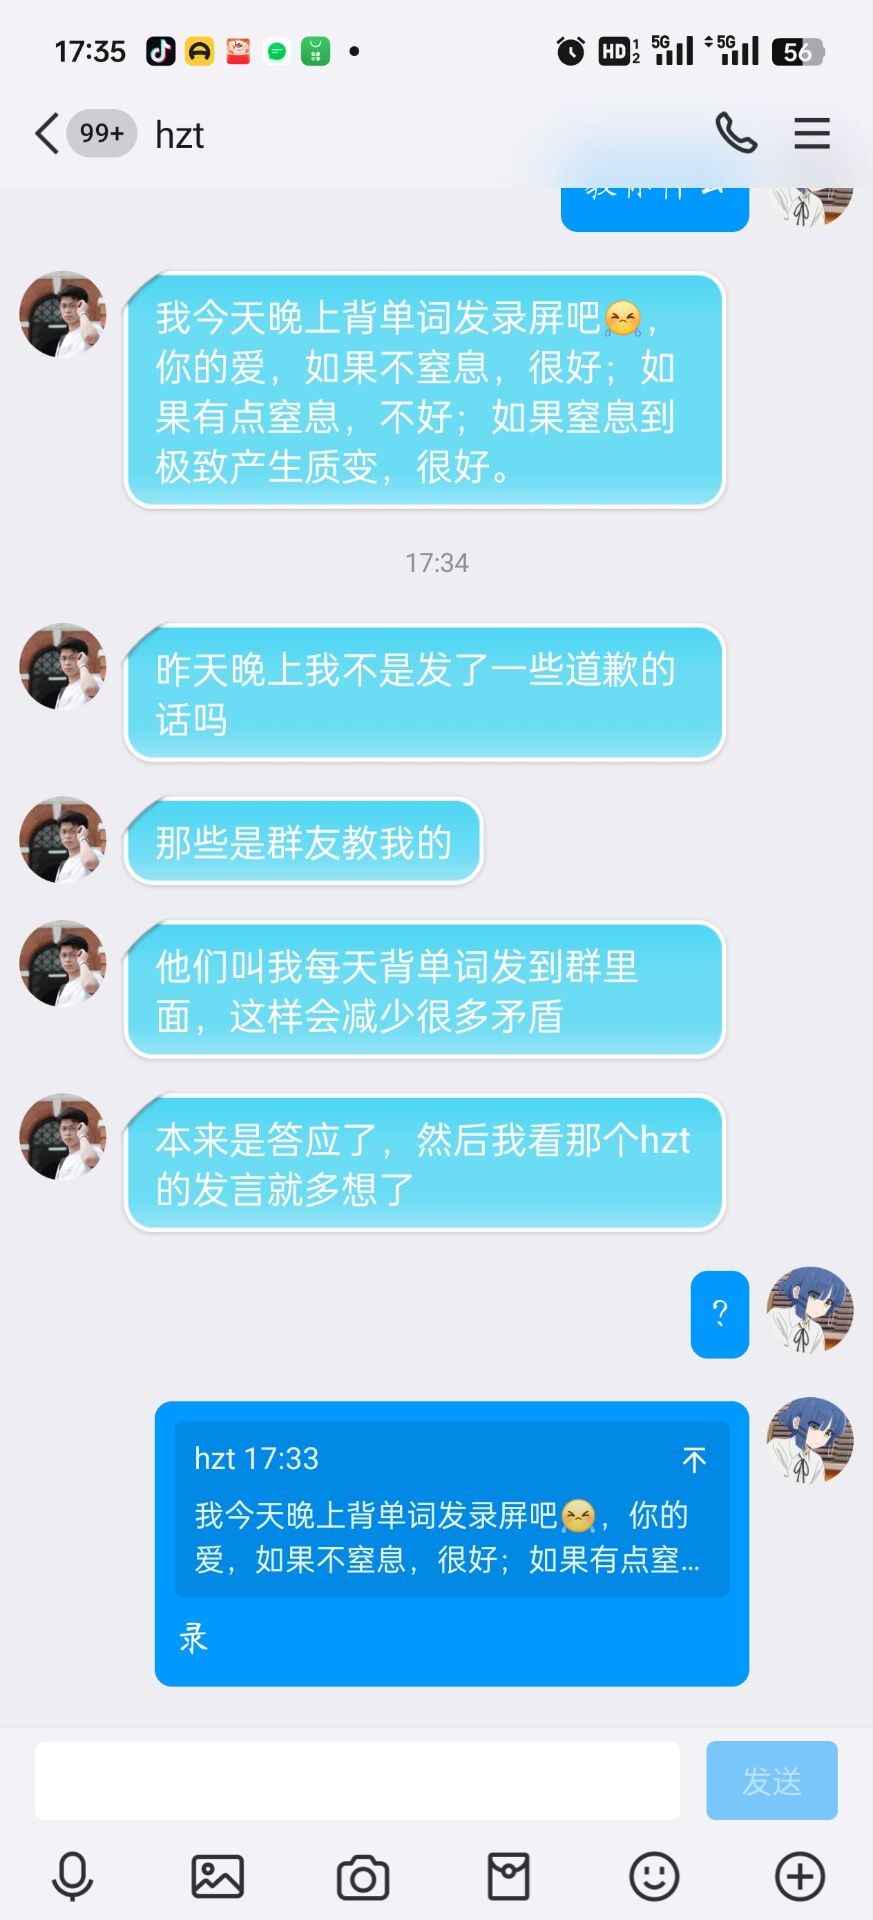 17:35
HD 1 2
5G
5G
56
99+
hzt
教你什么
我今天晚上背单词发录屏吧😣，
你的爱，如果不窒息，很好；如
果有点窒息，不好；如果窒息到
极致产生质变，很好。
17:34
昨天晚上我不是发了一些道歉的
话吗
那些是群友教我的
他们叫我每天背单词发到群里
面，这样会减少很多矛盾
本来是答应了，然后我看那个hzt
的发言就多想了
？
hzt 17:33
我今天晚上背单词发录屏吧😣，你的
爱，如果不窒息，很好；如果有点窒...
录
发送